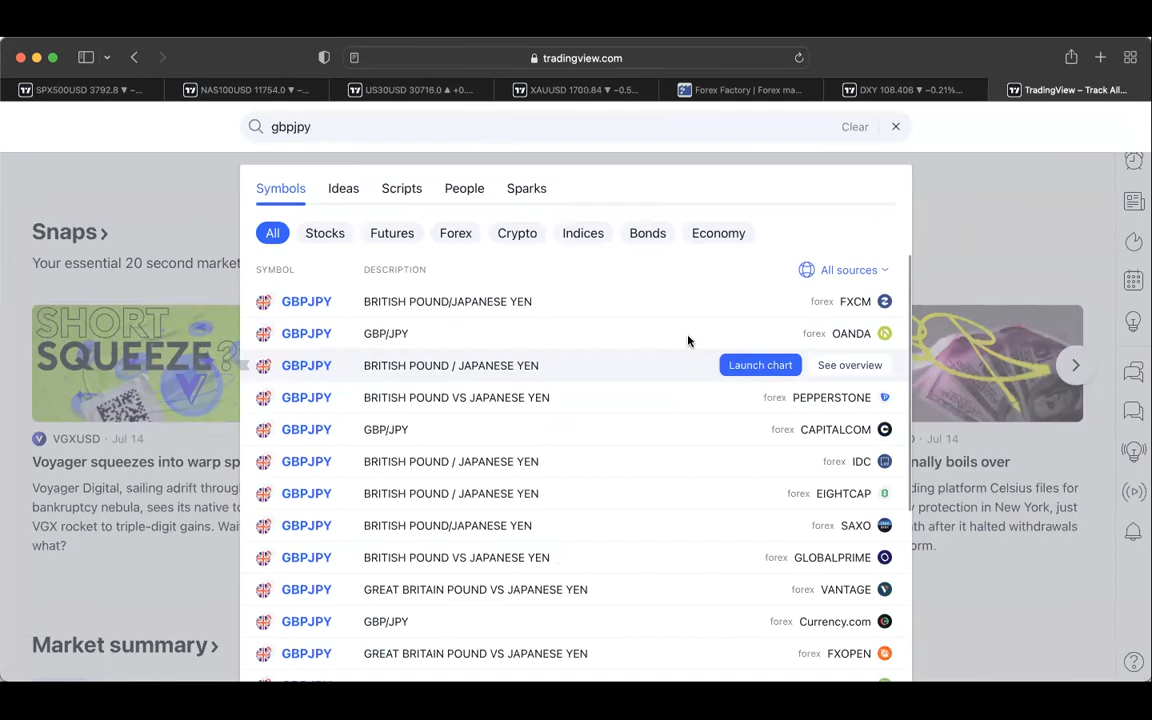 tradingview.com
SPX500USD 3792.8 ▼ –...
NAS100USD 11754.0 ▼ –...
US30USD 30716.0 ▲ +0....
XAUUSD 1700.64 ▼ –0.5...
Forex Factory | Forex ma...
DXY 108.408 ▼ –0.21%...
TradingView – Track All...
gbpjpy
Clear
Symbols Ideas Scripts People Sparks
All Stocks Futures Forex Crypto Indices Bonds Economy
SYMBOL DESCRIPTION All sources
GBPJPY BRITISH POUND/JAPANESE YEN forex FXCM
GBPJPY GBP/JPY forex OANDA
GBPJPY BRITISH POUND / JAPANESE YEN Launch chart See overview
GBPJPY BRITISH POUND VS JAPANESE YEN forex PEPPERSTONE
GBPJPY GBP/JPY forex CAPITALCOM
GBPJPY BRITISH POUND / JAPANESE YEN forex IDC
GBPJPY BRITISH POUND / JAPANESE YEN forex EIGHTCAP
GBPJPY BRITISH POUND/JAPANESE YEN forex SAXO
GBPJPY BRITISH POUND VS JAPANESE YEN forex GLOBALPRIME
GBPJPY GREAT BRITAIN POUND VS JAPANESE YEN forex VANTAGE
GBPJPY GBP/JPY forex Currency.com
GBPJPY GREAT BRITAIN POUND VS JAPANESE YEN forex FXOPEN
Snaps
Your essential 20 second market
SHORT
SQUEEZE?
VGXUSD · Jul 14
Voyager squeezes into warp sp
Voyager Digital, sailing adrift throug
bankruptcy nebula, sees its native to
VGX rocket to triple-digit gains. Wai
what?
· Jul 14
nally boils over
ding platform Celsius files for
protection in New York, just
th after it halted withdrawals
orm.
Market summary